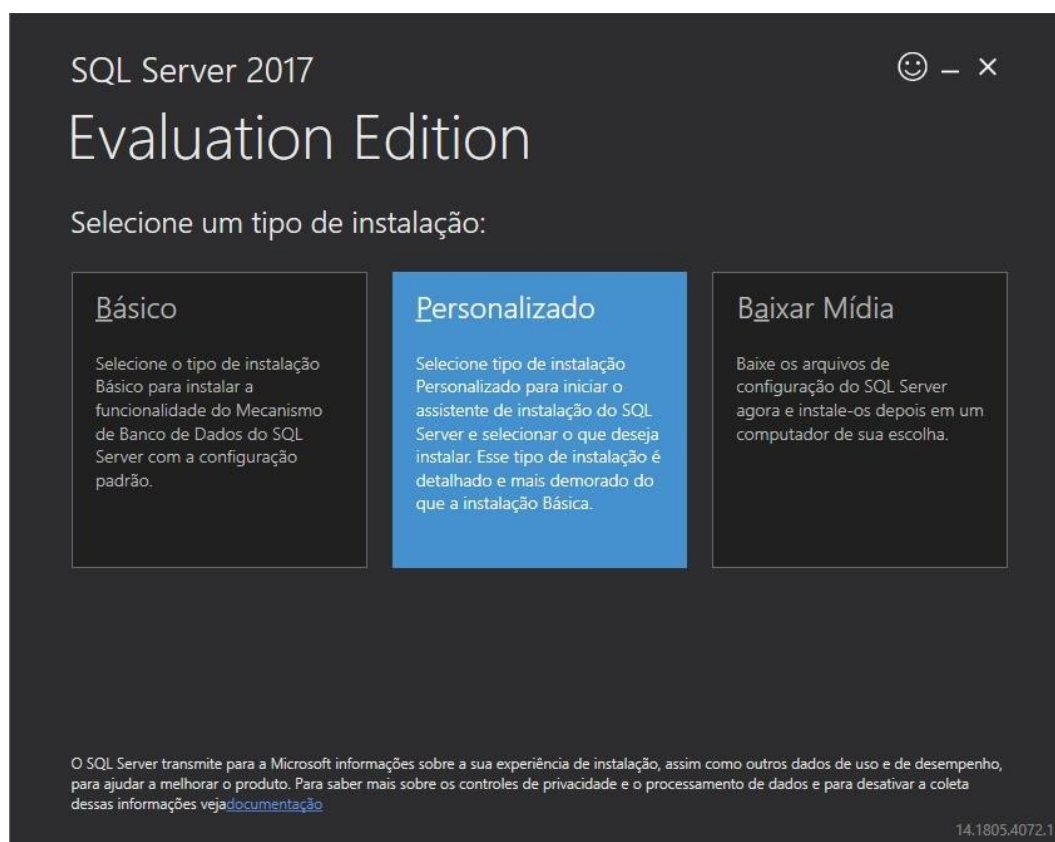 SQL Server 2017
Evaluation Edition
Selecione um tipo de instalação:
Básico
Selecione o tipo de instalação
Básico para instalar a
funcionalidade do Mecanismo
de Banco de Dados do SQL
Server com a configuração
padrão.
Personalizado
Selecione tipo de instalação
Personalizado para iniciar o
assistente de instalação do SQL
Server e selecionar o que deseja
instalar. Esse tipo de instalação é
detalhado e mais demorado do
que a instalação Básica.
Baixar Mídia
Baixe os arquivos de
configuração do SQL Server
agora e instale-os depois em um
computador de sua escolha.
O SQL Server transmite para a Microsoft informações sobre a sua experiência de instalação, assim como outros dados de uso e de desempenho,
para ajudar a melhorar o produto. Para saber mais sobre os controles de privacidade e o processamento de dados e para desativar a coleta
dessas informações vejadocumentação
14.1805.4072.1